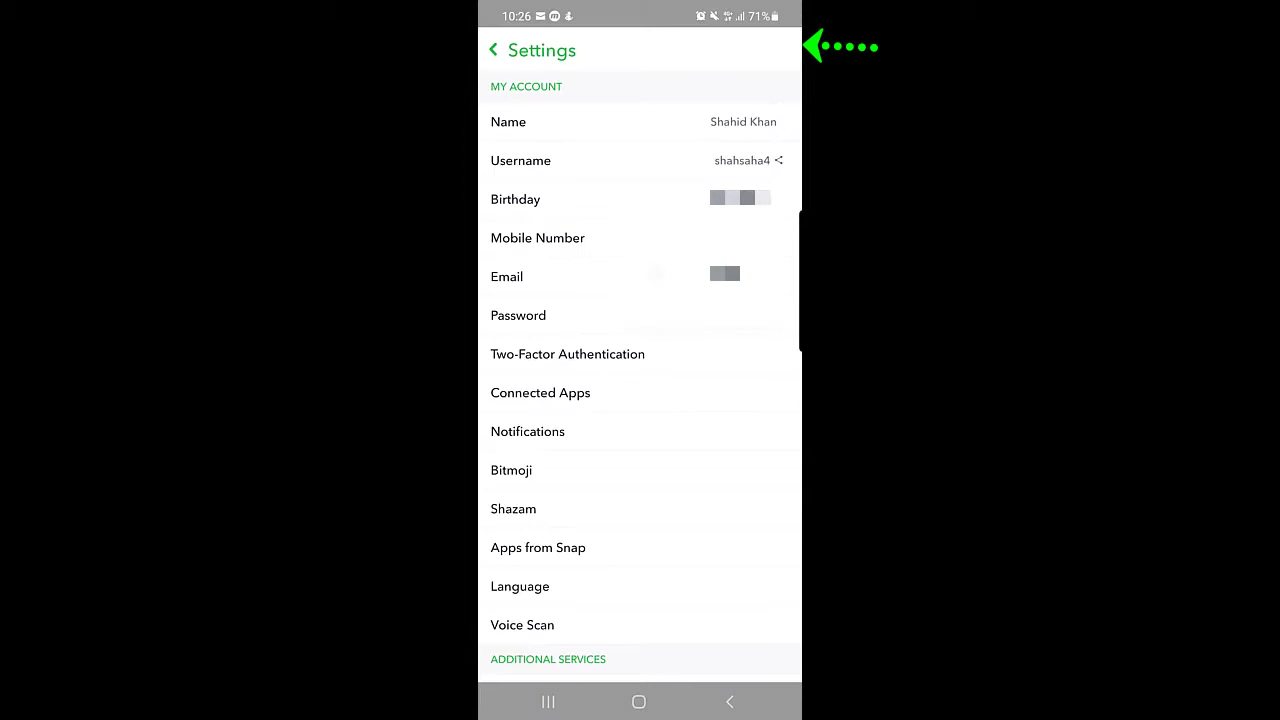 10:26 71%
Settings
MY ACCOUNT
Name Shahid Khan
Username shahsaha4
Birthday
Mobile Number
Email
Password
Two-Factor Authentication
Connected Apps
Notifications
Bitmoji
Shazam
Apps from Snap
Language
Voice Scan
ADDITIONAL SERVICES